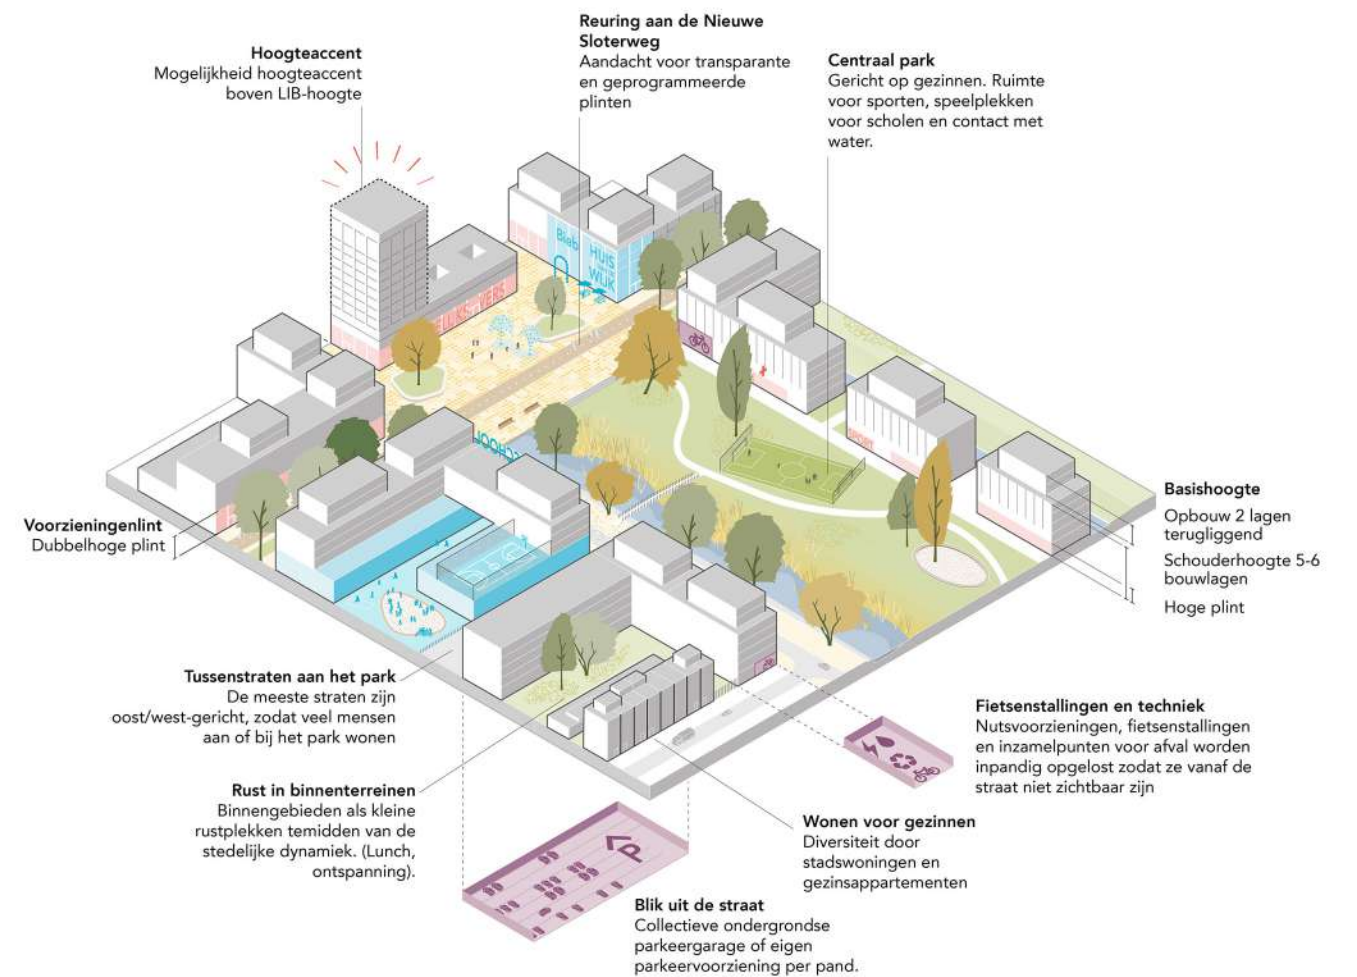 Reuring aan de Nieuwe
Sloterweg
Aandacht voor transparante
en geprogrammeerde
plinten
Hoogteaccent
Mogelijkheid hoogteaccent
boven LIB-hoogte
Centraal park
Gericht op gezinnen. Ruimte
voor sporten, speelplekken
voor scholen en contact met
water.
Bieb
HUIS
WIJK
VERS
SPORT
Basishoogte
Opbouw 2 lagen
terugliggend
Schouderhoogte 5-6
bouwlagen
Hoge plint
Voorzieningenlint
Dubbelhoge plint
Tussenstraten aan het park
De meeste straten zijn
oost/west-gericht, zodat veel mensen
aan of bij het park wonen
Rust in binnenterreinen
Binnengebieden als kleine
rustplekken temidden van de
stedelijke dynamiek. (Lunch,
ontspanning).
Fietsenstallingen en techniek
Nutsvoorzieningen, fietsenstallingen
en inzamelpunten voor afval worden
inpandig opgelost zodat ze vanaf de
straat niet zichtbaar zijn
Wonen voor gezinnen
Diversiteit door
stadswoningen en
gezinsappartementen
P
Blik uit de straat
Collectieve ondergrondse
parkeergarage of eigen
parkeervoorziening per pand.